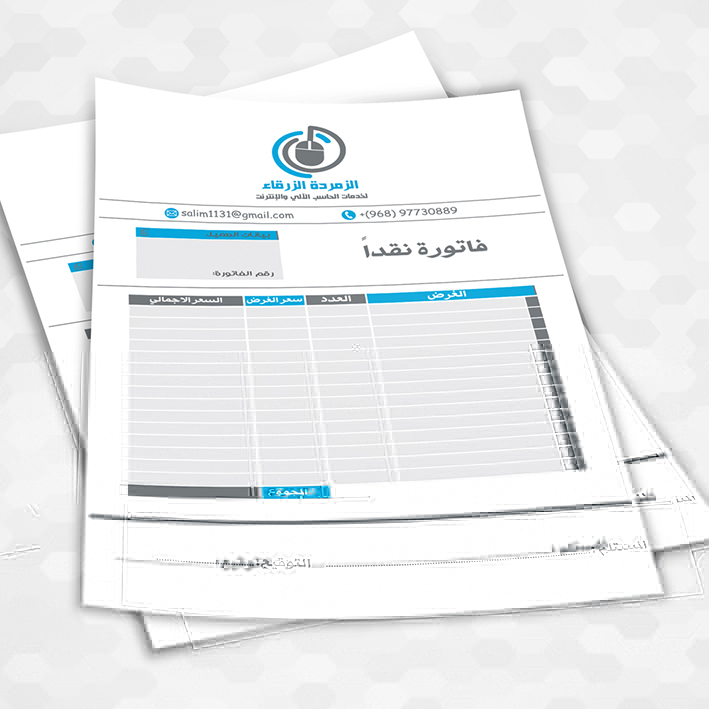 الزمردة الزرقاء
لخدمات الحاسب الآلي والإنترنت
salim1131@gmail.com +(968) 97730889
فاتورة نقداً
بيانات العميل
رقم الفاتورة:
الغرض العدد سعر الغرض السعر الاجمالي
المجموع
التوقيع